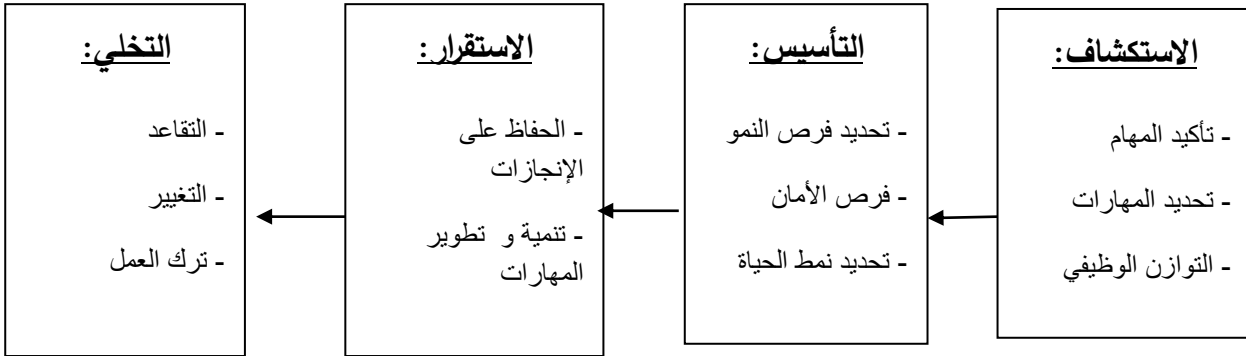 الاستكشاف:
- تأكيد المهام
- تحديد المهارات
- التوازن الوظيفي
التأسيس:
- تحديد فرص النمو
- فرص الأمان
- تحديد نمط الحياة
الاستقرار:
- الحفاظ على
الإنجازات
- تنمية و تطوير
المهارات
التخلي:
- التقاعد
- التغيير
- ترك العمل